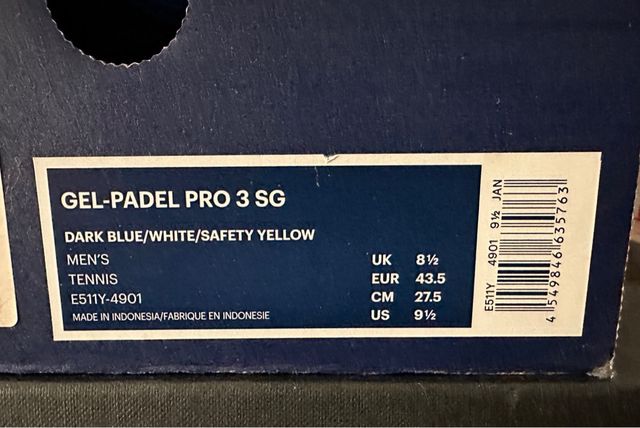 GEL-PADEL PRO 3 SG
DARK BLUE/WHITE/SAFETY YELLOW
MEN'S
TENNIS
E511Y-4901
MADE IN INDONESIA/FABRIQUE EN INDONESIE
UK 8½
EUR 43.5
CM 27.5
US 9½
E511Y 4901 9½ JAN
4 549846 635763